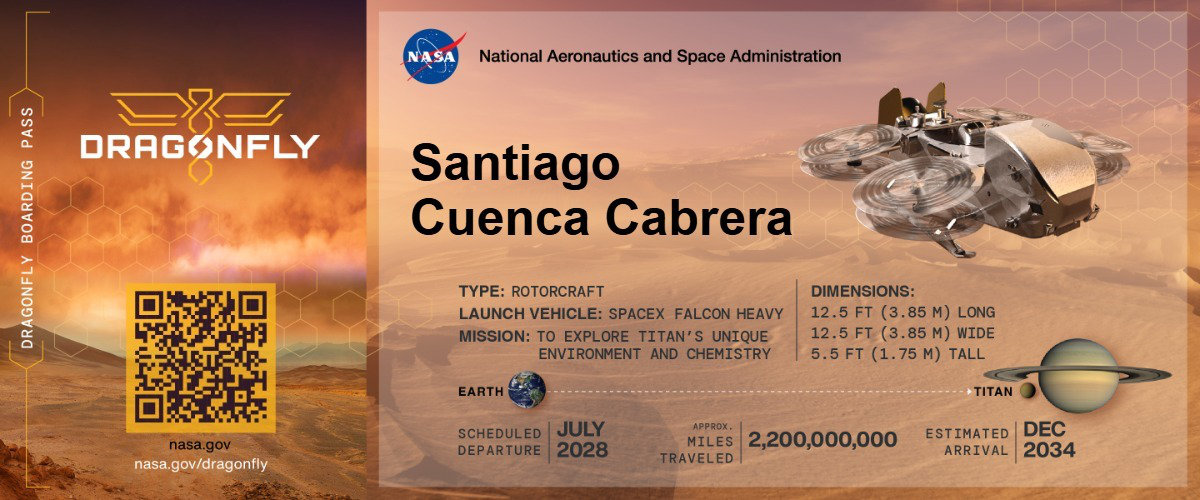 DRAGONFLY BOARDING PASS
DRAGONFLY
nasa.gov
nasa.gov/dragonfly
NASA
National Aeronautics and Space Administration
Santiago
Cuenca Cabrera
TYPE: ROTORCRAFT
LAUNCH VEHICLE: SPACEX FALCON HEAVY
MISSION: TO EXPLORE TITAN'S UNIQUE
ENVIRONMENT AND CHEMISTRY
DIMENSIONS:
12.5 FT (3.85 M) LONG
12.5 FT (3.85 M) WIDE
5.5 FT (1.75 M) TALL
EARTH
TITAN
SCHEDULED
DEPARTURE
JULY
2028
APPROX.
MILES
TRAVELED
2,200,000,000
ESTIMATED
ARRIVAL
DEC
2034